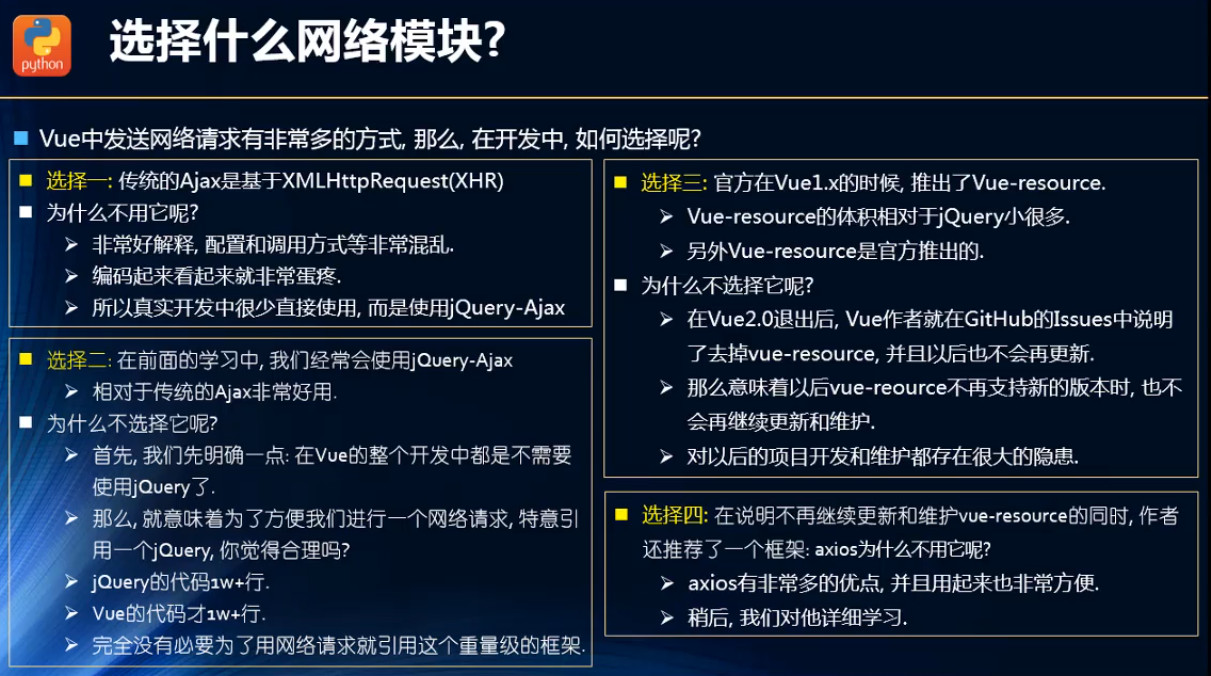 python
选择什么网络模块?
Vue中发送网络请求有非常多的方式, 那么, 在开发中, 如何选择呢?
选择一: 传统的Ajax是基于XMLHttpRequest(XHR)
为什么不用它呢?
非常好解释, 配置和调用方式等非常混乱.
编码起来看起来就非常蛋疼.
所以真实开发中很少直接使用, 而是使用jQuery-Ajax
选择二: 在前面的学习中, 我们经常会使用jQuery-Ajax
相对于传统的Ajax非常好用.
为什么不选择它呢?
首先, 我们先明确一点: 在Vue的整个开发中都是不需要
使用jQuery了.
那么, 就意味着为了方便我们进行一个网络请求, 特意引
用一个jQuery, 你觉得合理吗?
jQuery的代码1w+行.
Vue的代码才1w+行.
完全没有必要为了用网络请求就引用这个重量级的框架.
选择三: 官方在Vue1.x的时候, 推出了Vue-resource.
Vue-resource的体积相对于jQuery小很多.
另外Vue-resource是官方推出的.
为什么不选择它呢?
在Vue2.0退出后, Vue作者就在GitHub的Issues中说明
了去掉vue-resource, 并且以后也不会再更新.
那么意味着以后vue-reource不再支持新的版本时, 也不
会再继续更新和维护.
对以后的项目开发和维护都存在很大的隐患.
选择四: 在说明不再继续更新和维护vue-resource的同时, 作者
还推荐了一个框架: axios为什么不用它呢?
axios有非常多的优点, 并且用起来也非常方便.
稍后, 我们对他详细学习.